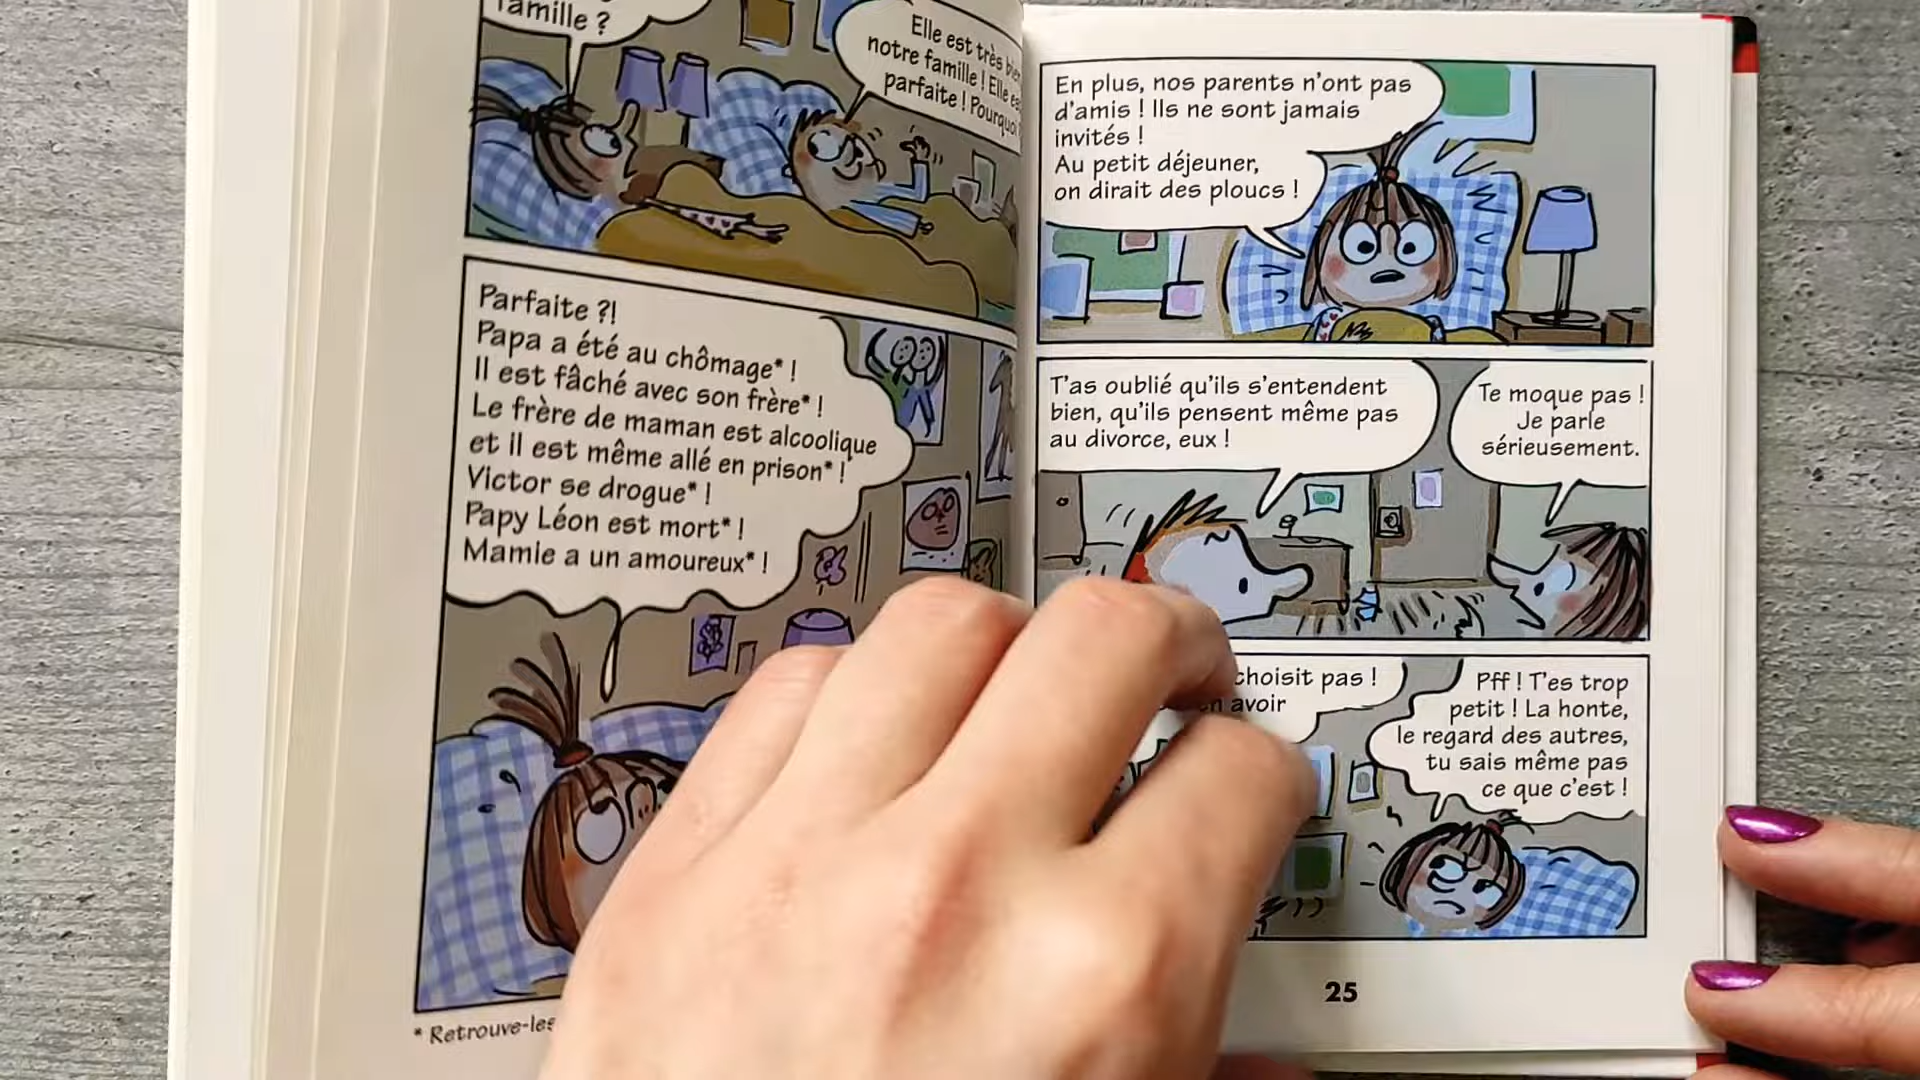 famille ?
Elle est très
notre famille ! Elle
parfaite ! Pourquoi
Parfaite ?!
Papa a été au chômage* !
Il est fâché avec son frère* !
Le frère de maman est alcoolique
et il est même allé en prison* !
Victor se drogue* !
Papy Léon est mort* !
Mamie a un amoureux* !
* Retrouve-les
En plus, nos parents n'ont pas
d'amis ! Ils ne sont jamais
invités !
Au petit déjeuner,
on dirait des ploucs !
T'as oublié qu'ils s'entendent
bien, qu'ils pensent même pas
au divorce, eux !
Te moque pas !
Je parle
sérieusement.
choisit pas !
avoir
Pff ! T'es trop
petit ! La honte,
le regard des autres,
tu sais même pas
ce que c'est !
25